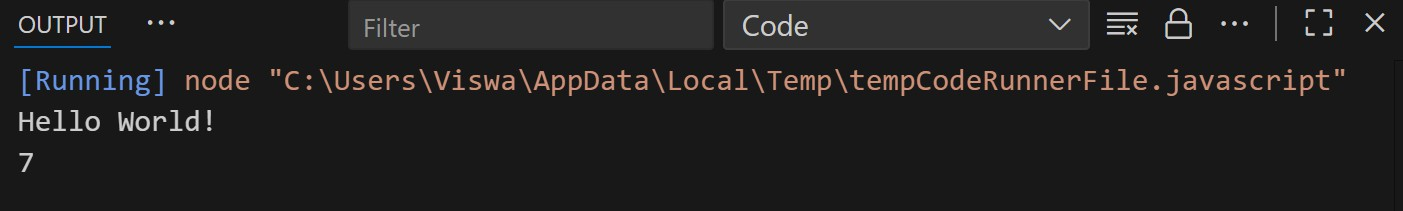 OUTPUT ··· Filter Code ···
[Running] node "C:\Users\Viswa\AppData\Local\Temp\tempCodeRunnerFile.javascript"
Hello World!
7